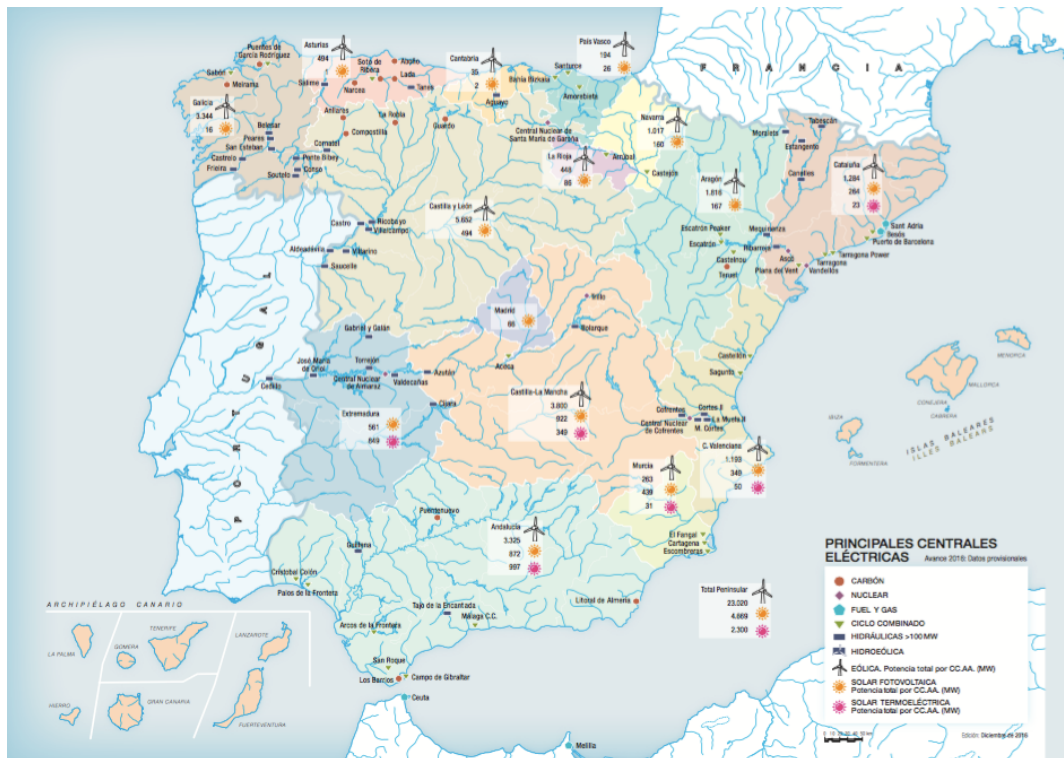 FRANCIA
PORTUGAL
Asturias
494
Cantabria
35
2
País Vasco
194
26
Galicia
3.344
16
Navarra
1.017
160
La Rioja
448
86
Aragón
1.816
167
Cataluña
1.284
264
23
Castilla y León
5.652
494
Madrid
66
Extremadura
561
849
Castilla-La Mancha
3.800
922
349
C. Valenciana
1.193
349
50
Murcia
263
438
31
Andalucía
3.325
872
997
Total Peninsular
23.020
4.669
2.300
Puentes de
García Rodríguez
Sabón
Meirama
Soto de
Ribera
Aboño
Lada
Narcea
Tanes
Salime
Anllares
La Robla
Compostilla
Guardo
Aguayo
Bahía Bizkaia
Santurce
Amorebieta
Central Nuclear de
Santa María de Garoña
Arrúbal
Castejón
Belesar
Peares
San Esteban
Castrelo
Frieira
Cornatel
Ponte Bibey
Conso
Soutelo
Moralets
Tabescán
Estangento
Canelles
Sant Adria
Besós
Puerto de Barcelona
Tarragona Power
Tarragona
Vandellós
Ascó
Plana del Vent
Mequinenza
Ribarroja
Escatrón Peaker
Escatrón
Castelnou
Teruel
Castro
Ricobayo
Villarcampo
Aldeadávila
Villarino
Saucelle
Trillo
Bolarque
Aceca
Gabriel y Galán
José María
de Oriol
Torrejón
Cedillo
Central Nuclear
de Almaraz
Valdecañas
Azután
Cijara
Castellón
Sagunto
Cofrentes
Central Nuclear
de Cofrentes
Cortes II
La Muela II
M. Cortes
El Fangal
Cartagena
Escombreras
Puentenuevo
Guillena
Cristobal Colón
Palos de la Frontera
Tajo de la Encantada
Málaga C.C.
Arcos de la Frontera
San Roque
Los Barrios
Campo de Gibraltar
Litoral de Almería
Ceuta
Melilla
MENORCA
MALLORCA
CONEJERA
CABRERA
IBIZA
FORMENTERA
ISLAS BALEARES
ILLES BALEARS
ARCHIPIÉLAGO CANARIO
LA PALMA
GOMERA
TENERIFE
LANZAROTE
HIERRO
GRAN CANARIA
FUERTEVENTURA
PRINCIPALES CENTRALES
ELÉCTRICAS Avance 2016: Datos provisionales
CARBÓN
NUCLEAR
FUEL Y GAS
CICLO COMBINADO
HIDRÁULICAS >100 MW
HIDROEÓLICA
EÓLICA. Potencia total por CC.AA. (MW)
SOLAR FOTOVOLTAICA
Potencia total por CC.AA. (MW)
SOLAR TERMOELÉCTRICA
Potencia total por CC.AA. (MW)
Edición: Diciembre de 2016